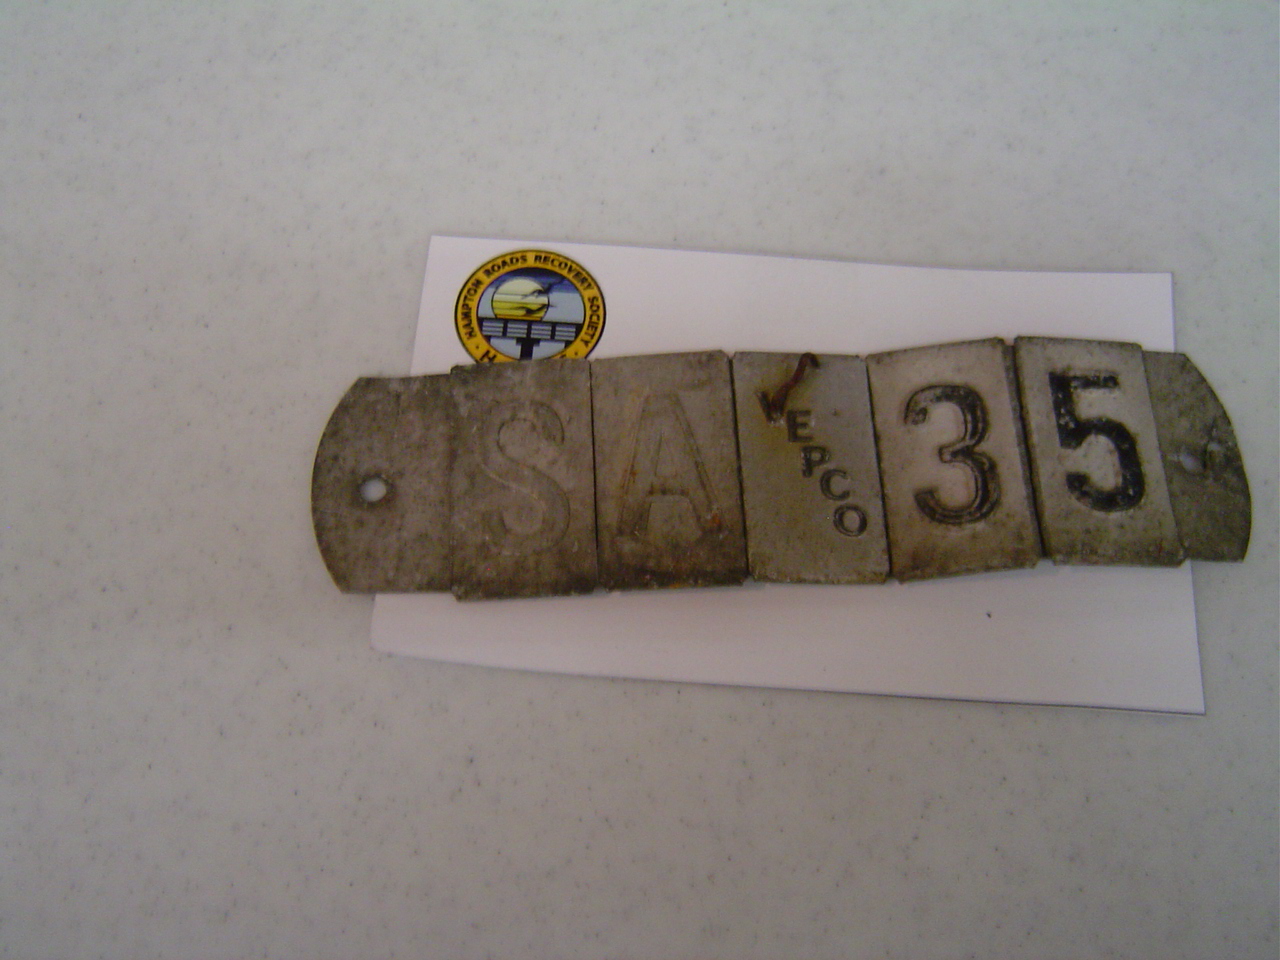 HAMPTON ROADS RECOVERY SOCIETY
SA VEPCO 35